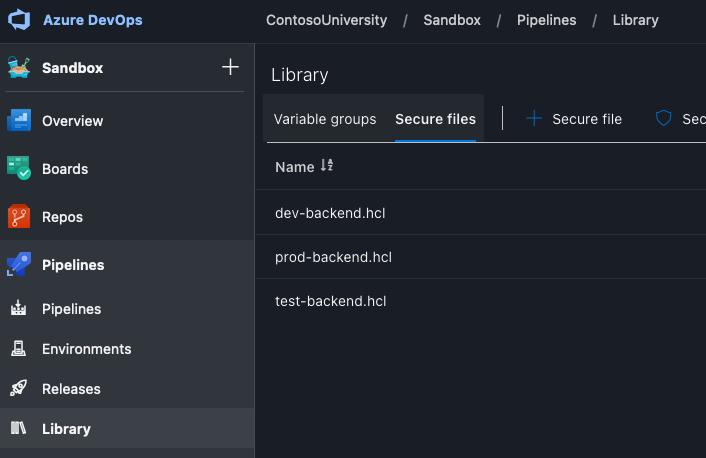 Azure DevOps
ContosoUniversity / Sandbox / Pipelines / Library
Sandbox
Overview
Boards
Repos
Pipelines
Pipelines
Environments
Releases
Library
Library
Variable groups Secure files Secure file Sec
Name
dev-backend.hcl
prod-backend.hcl
test-backend.hcl